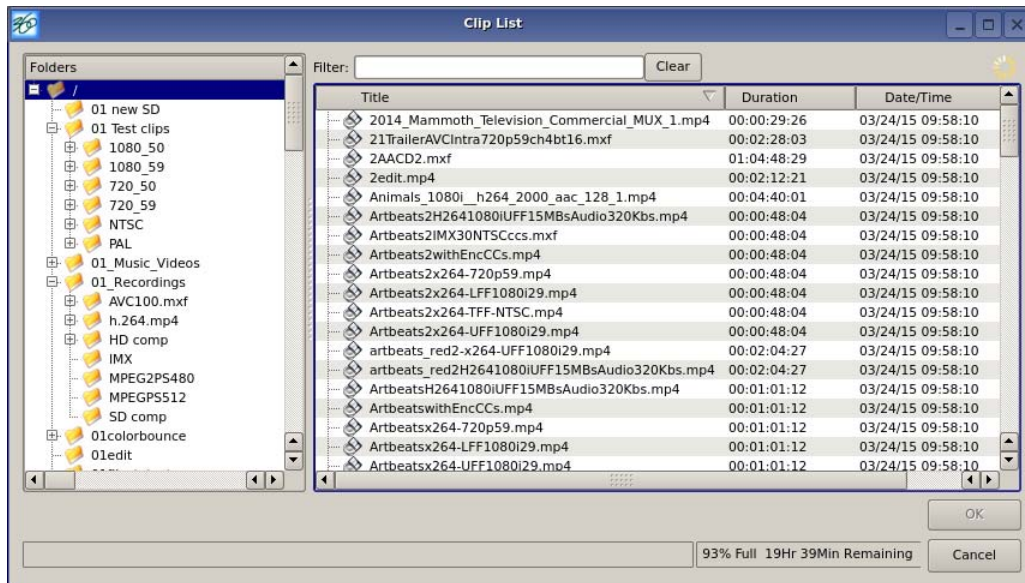 Clip List
Folders
Filter:
Clear
/
01 new SD
01 Test clips
1080_50
1080_59
720_50
720_59
NTSC
PAL
01_Music_Videos
01_Recordings
AVC100.mxf
h.264.mp4
HD comp
IMX
MPEG2PS480
MPEGPS512
SD comp
01colorbounce
01edit
Title Duration Date/Time
2014_Mammoth_Television_Commercial_MUX_1.mp4 00:00:29:26 03/24/15 09:58:10
21TrailerAVCIntra720p59ch4bt16.mxf 00:02:28:03 03/24/15 09:58:10
2AACD2.mxf 01:04:48:29 03/24/15 09:58:10
2edit.mp4 00:02:12:21 03/24/15 09:58:10
Animals_1080i__h264_2000_aac_128_1.mp4 00:04:40:01 03/24/15 09:58:10
Artbeats2H2641080iUFF15MBsAudio320Kbs.mp4 00:00:48:04 03/24/15 09:58:10
Artbeats2IMX30NTSCccs.mxf 00:00:48:04 03/24/15 09:58:10
Artbeats2withEncCCs.mp4 00:00:48:04 03/24/15 09:58:10
Artbeats2x264-720p59.mp4 00:00:48:04 03/24/15 09:58:10
Artbeats2x264-LFF1080i29.mp4 00:00:48:04 03/24/15 09:58:10
Artbeats2x264-TFF-NTSC.mp4 00:00:48:04 03/24/15 09:58:10
Artbeats2x264-UFF1080i29.mp4 00:00:48:04 03/24/15 09:58:10
artbeats_red2-x264-UFF1080i29.mp4 00:02:04:27 03/24/15 09:58:10
artbeats_red2H2641080iUFF15MBsAudio320Kbs.mp4 00:02:04:27 03/24/15 09:58:10
ArtbeatsH2641080iUFF15MBsAudio320Kbs.mp4 00:01:01:12 03/24/15 09:58:10
ArtbeatswithEncCCs.mp4 00:01:01:12 03/24/15 09:58:10
Artbeatsx264-720p59.mp4 00:01:01:12 03/24/15 09:58:10
Artbeatsx264-LFF1080i29.mp4 00:01:01:12 03/24/15 09:58:10
Artbeatsx264-UFF1080i29.mp4 00:01:01:12 03/24/15 09:58:10
OK
93% Full 19Hr 39Min Remaining
Cancel